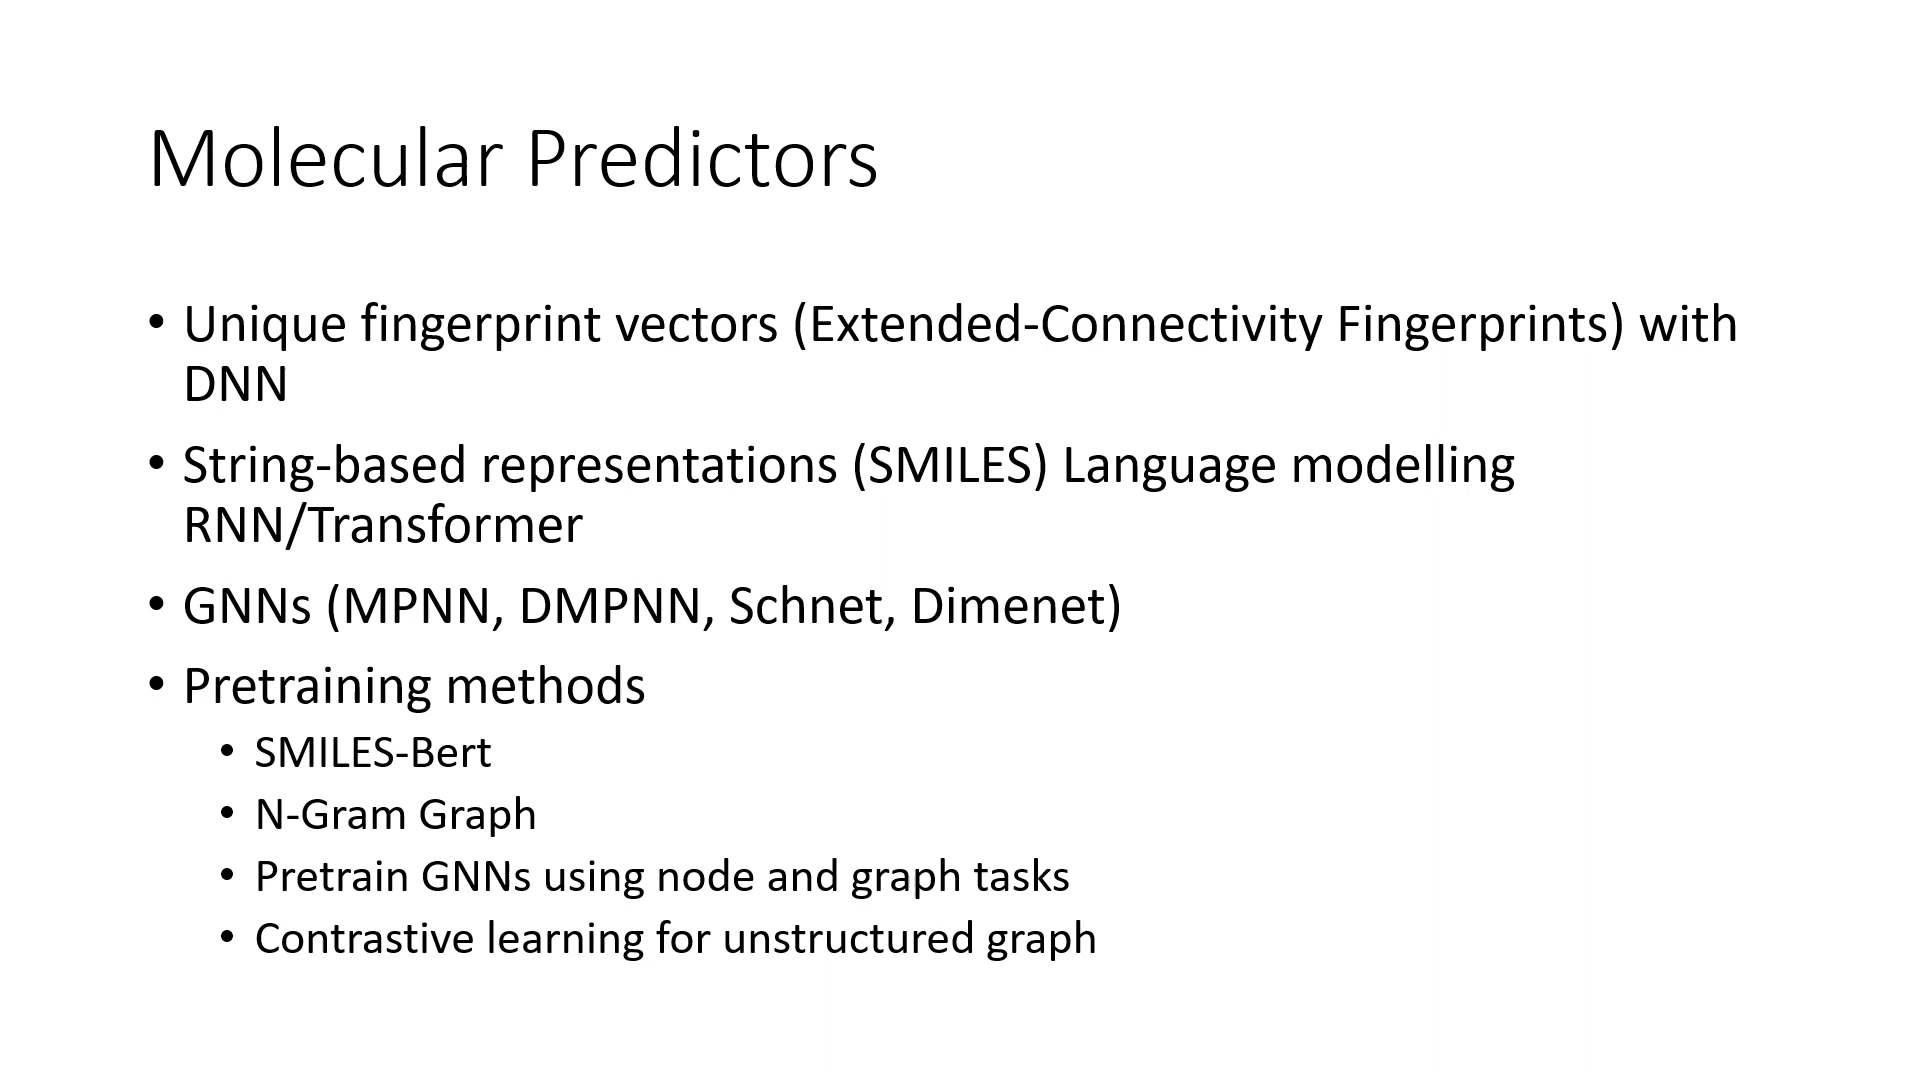 Molecular Predictors
• Unique fingerprint vectors (Extended-Connectivity Fingerprints) with
DNN
• String-based representations (SMILES) Language modelling
RNN/Transformer
• GNNs (MPNN, DMPNN, Schnet, Dimenet)
• Pretraining methods
• SMILES-Bert
• N-Gram Graph
• Pretrain GNNs using node and graph tasks
• Contrastive learning for unstructured graph